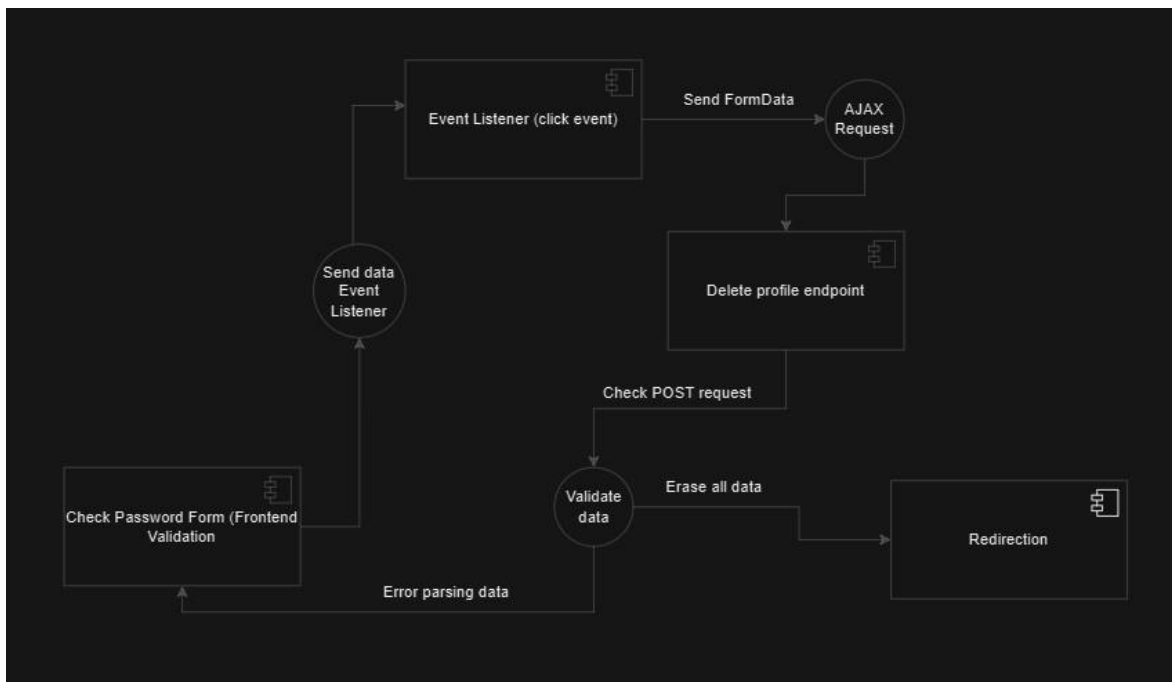 Send FormData
AJAX
Request
Event Listener (click event)
Send data
Event
Listener
Delete profile endpoint
Check POST request
Check Password Form (Frontend
Validation
Validate
data
Erase all data
Redirection
Error parsing data